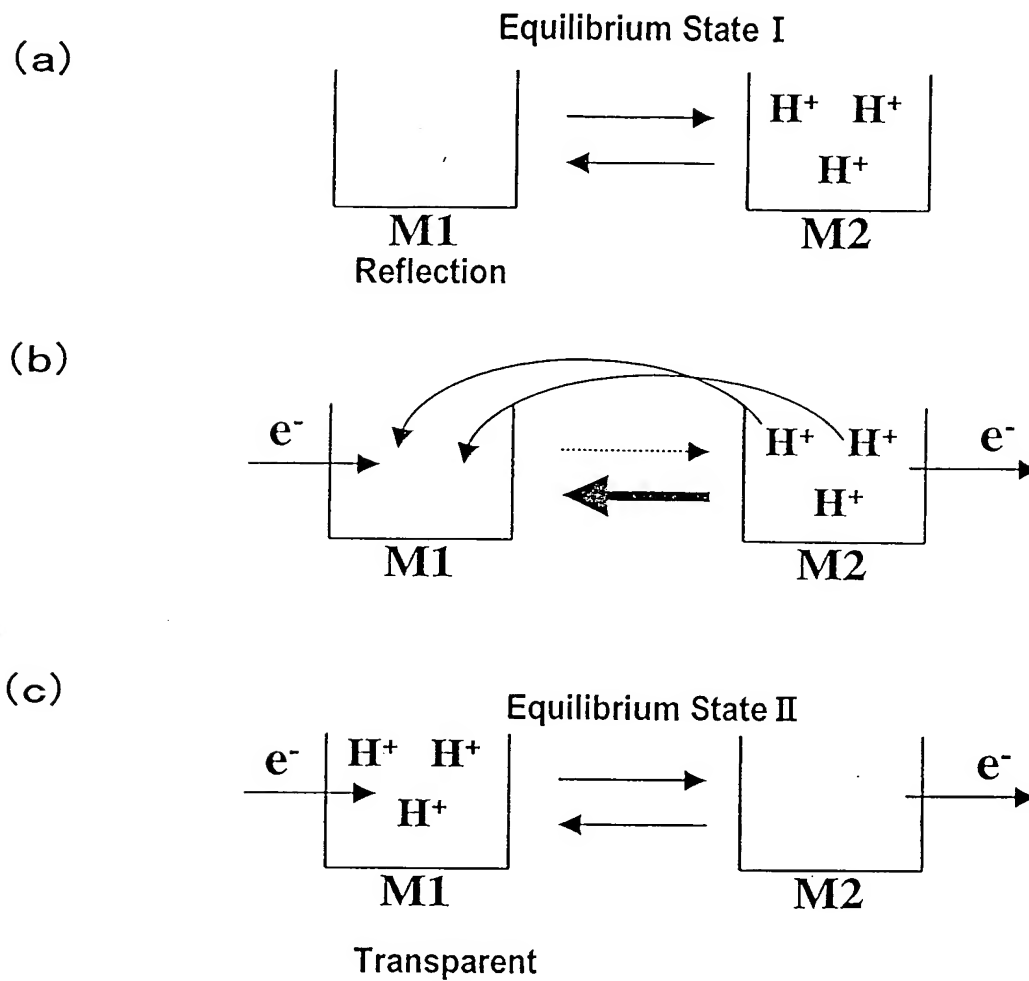 (a)
Equilibrium State I
H⁺ H⁺
H⁺
M1 M2
Reflection
(b)
e⁻ H⁺ H⁺ e⁻
H⁺
M1 M2
(c)
Equilibrium State II
e⁻ H⁺ H⁺ e⁻
H⁺
M1 M2
Transparent